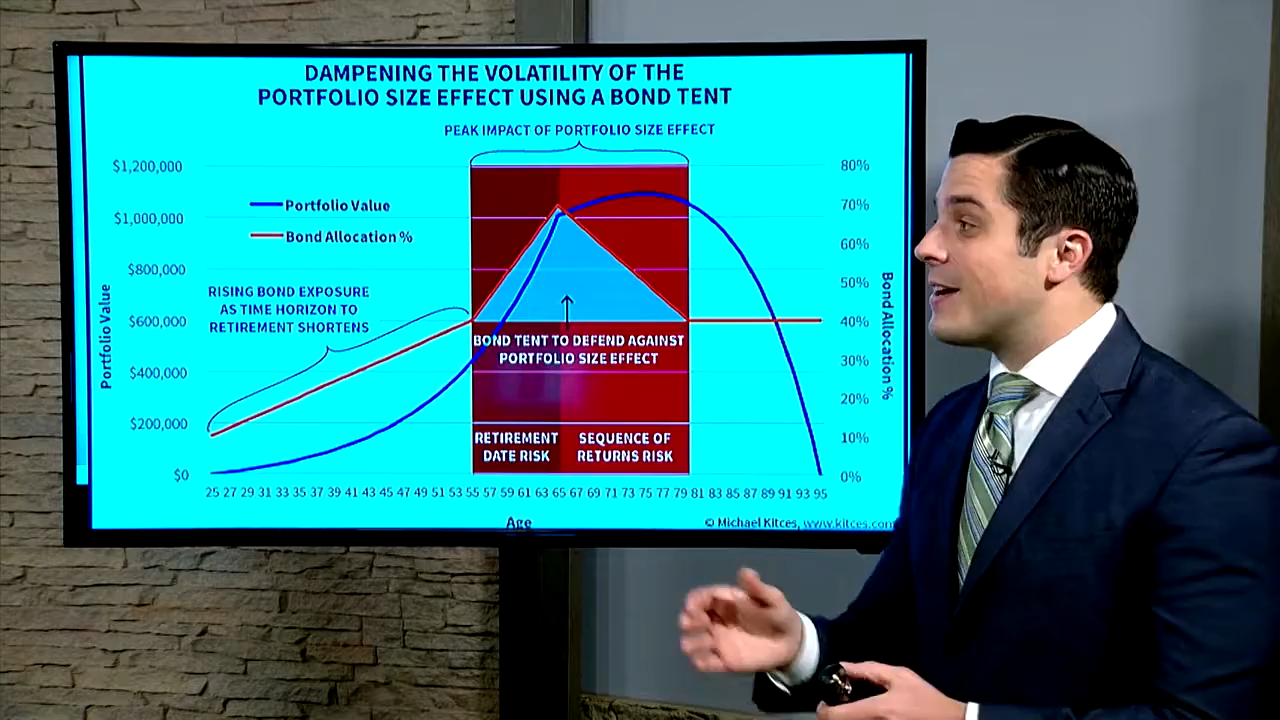 DAMPENING THE VOLATILITY OF THE
PORTFOLIO SIZE EFFECT USING A BOND TENT
PEAK IMPACT OF PORTFOLIO SIZE EFFECT
$1,200,000
$1,000,000
$800,000
$600,000
$400,000
$200,000
$0
Portfolio Value
Portfolio Value
Bond Allocation %
RISING BOND EXPOSURE
AS TIME HORIZON TO
RETIREMENT SHORTENS
BOND TENT TO DEFEND AGAINST
PORTFOLIO SIZE EFFECT
RETIREMENT
DATE RISK
SEQUENCE OF
RETURNS RISK
80%
70%
60%
50%
40%
30%
20%
10%
0%
Bond Allocation %
25 27 29 31 33 35 37 39 41 43 45 47 49 51 53 55 57 59 61 63 65 67 69 71 73 75 77 79 81 83 85 87 89 91 93 95
Age
© Michael Kitces, www.kitces.com